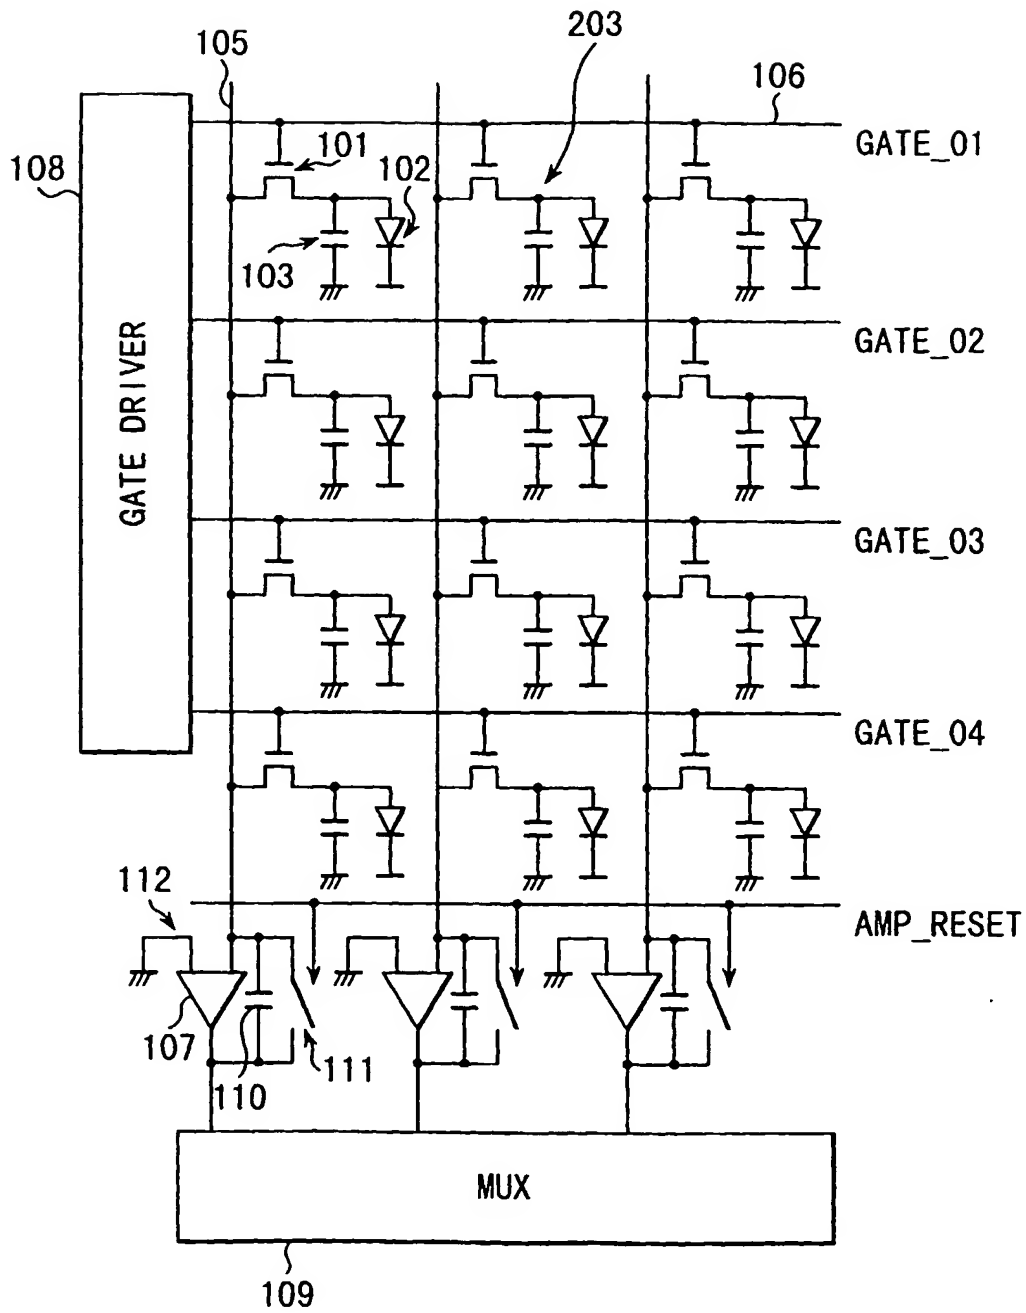 105
203
106
GATE_01
108
101
102
103
GATE_02
GATE DRIVER
GATE_03
GATE_04
112
AMP_RESET
107
110
111
MUX
109